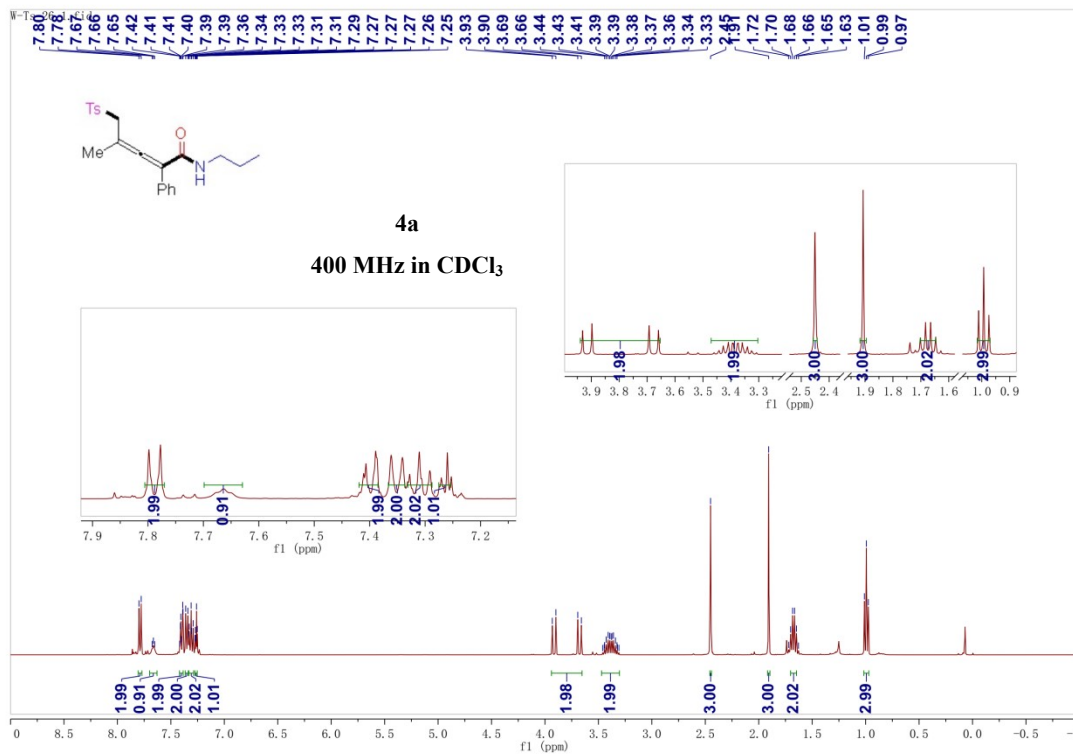 W-Ts-26-1.fid
7.80 7.78 7.67 7.65 7.65 7.42 7.41 7.41 7.40 7.39 7.39 7.36 7.34 7.33 7.33 7.31 7.31 7.29 7.27 7.27 7.27 7.26 7.25 3.93 3.90 3.69 3.66 3.44 3.43 3.41 3.39 3.39 3.38 3.37 3.36 3.34 3.33 2.45 1.91 1.72 1.70 1.68 1.66 1.65 1.63 1.01 0.99 0.97
Ts
O
Me
N
H
Ph
4a
400 MHz in CDCl3
1.98 1.99 3.00 3.00 2.02 2.99
3.9 3.8 3.7 3.6 3.5 3.4 3.3 2.5 2.4 1.9 1.7 1.6 1.0 0.9
f1 (ppm)
1.99 0.91 1.99 2.00 2.02 1.01
7.9 7.8 7.7 7.6 7.5 7.4 7.3 7.2
f1 (ppm)
1.99 0.91 1.99 2.00 2.02 1.01 1.98 1.99 3.00 3.00 2.02 2.99
0 8.5 8.0 7.5 7.0 6.5 6.0 5.5 5.0 4.5 4.0 3.5 3.0 2.5 2.0 1.5 1.0 0.5 0.0 -0.5
f1 (ppm)